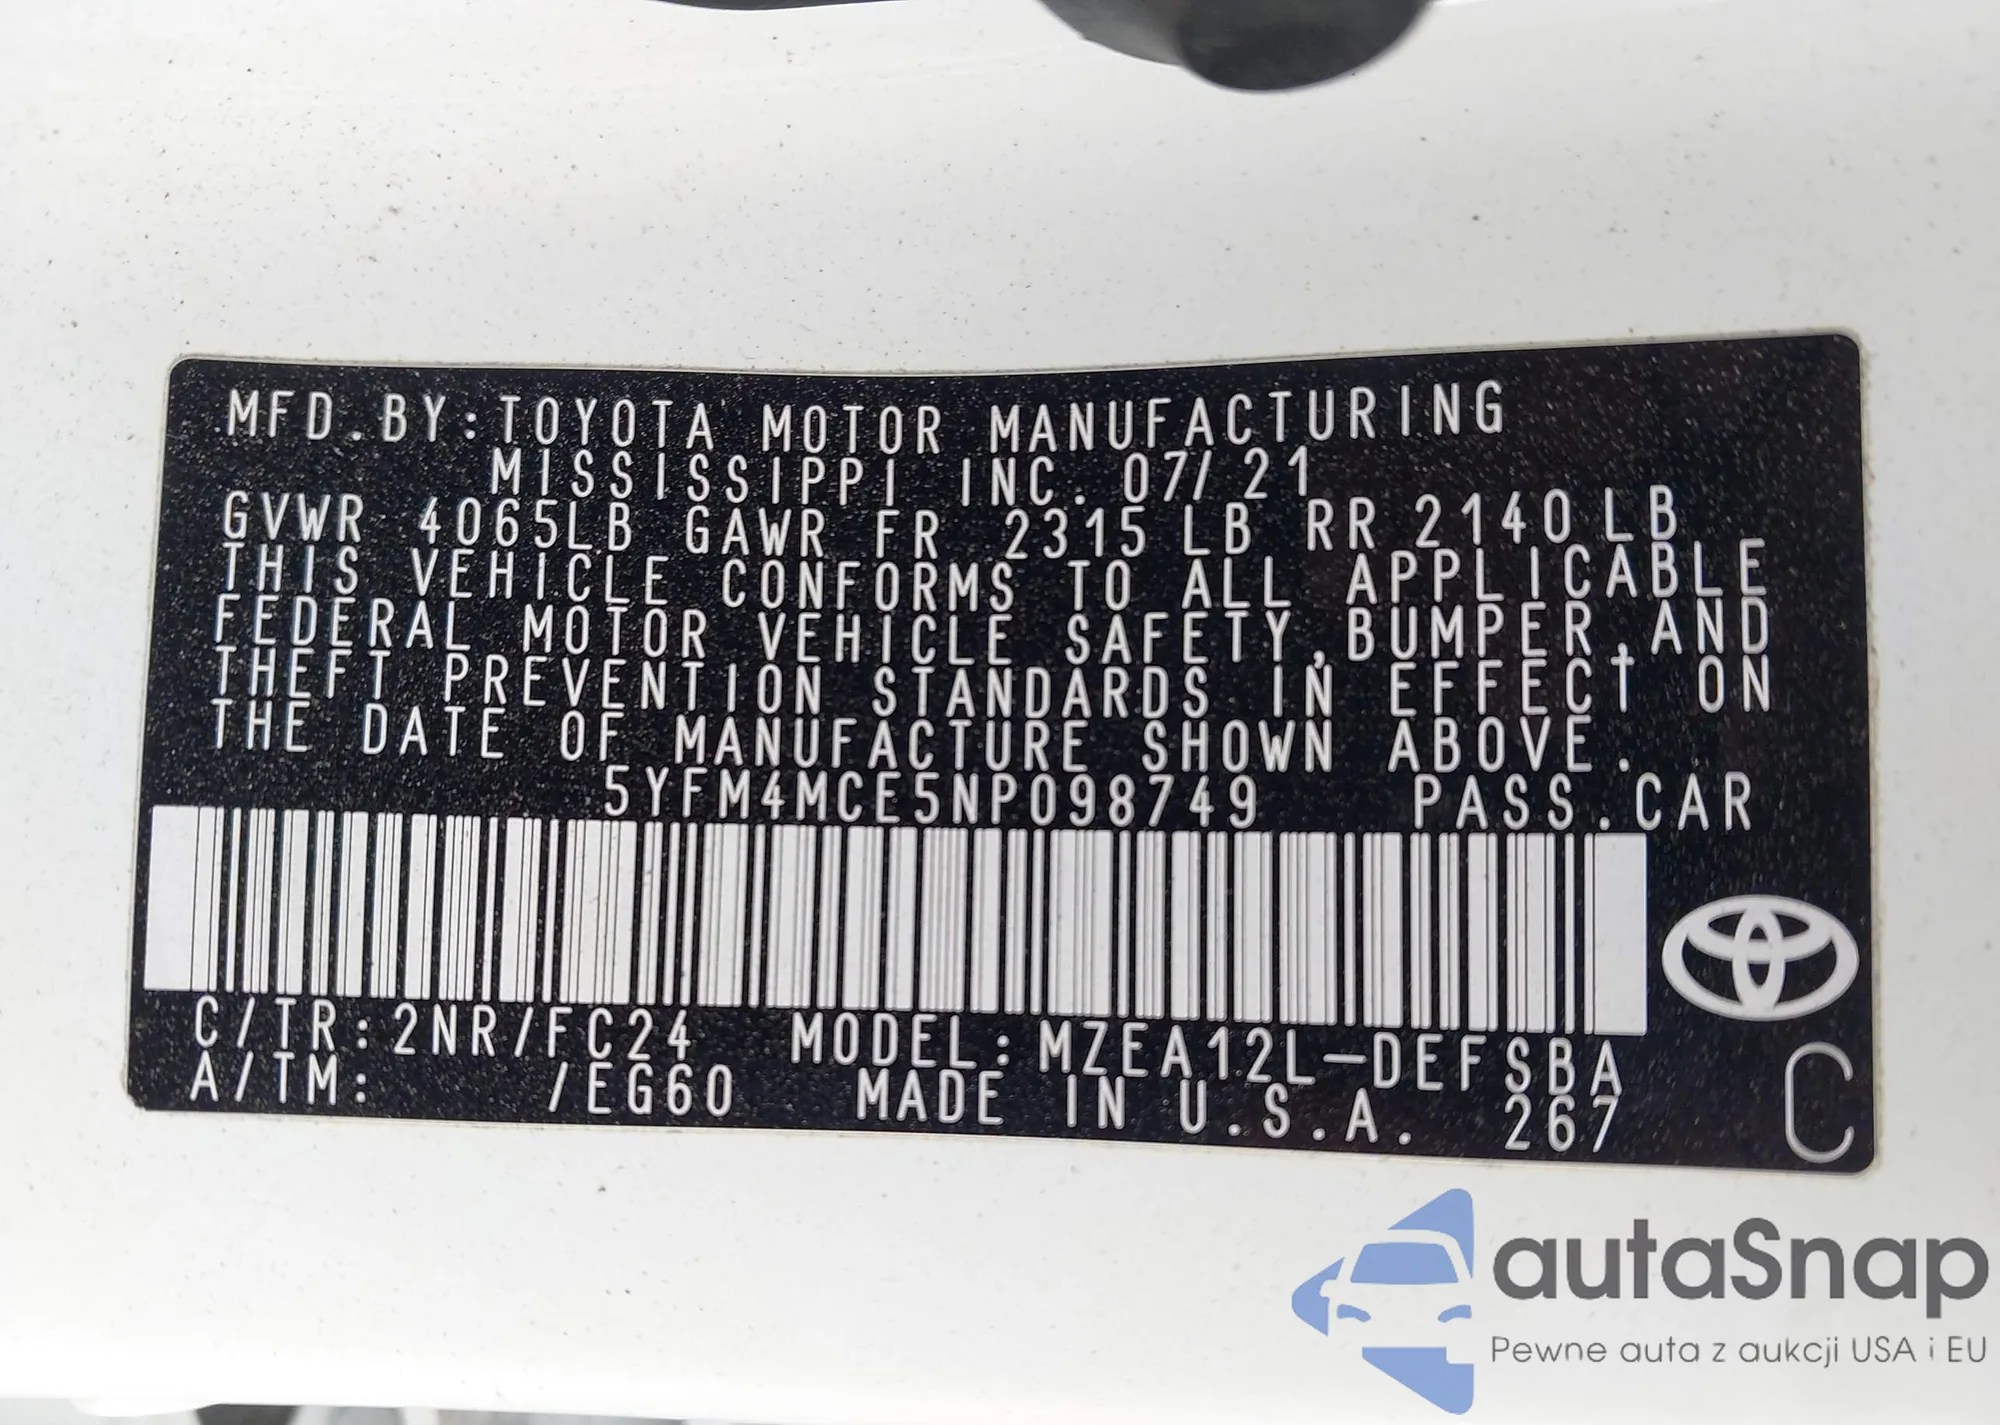 MFD.BY:TOYOTA MOTOR MANUFACTURING
MISSISSIPPI INC. 07/21
GVWR 4065LB GAWR FR 2315 LB RR 2140 LB
THIS VEHICLE CONFORMS TO ALL APPLICABLE
FEDERAL MOTOR VEHICLE SAFETY,BUMPER,AND
THEFT PREVENTION STANDARDS IN EFFECT ON
THE DATE OF MANUFACTURE SHOWN ABOVE.
5YFM4MCE5NP098749 PASS.CAR
C/TR:2NR/FC24 MODEL:MZEA12L-DEFSBA
A/TM: /EG60 MADE IN U.S.A. 267
C
autaSnap
Pewne auta z aukcji USA i EU